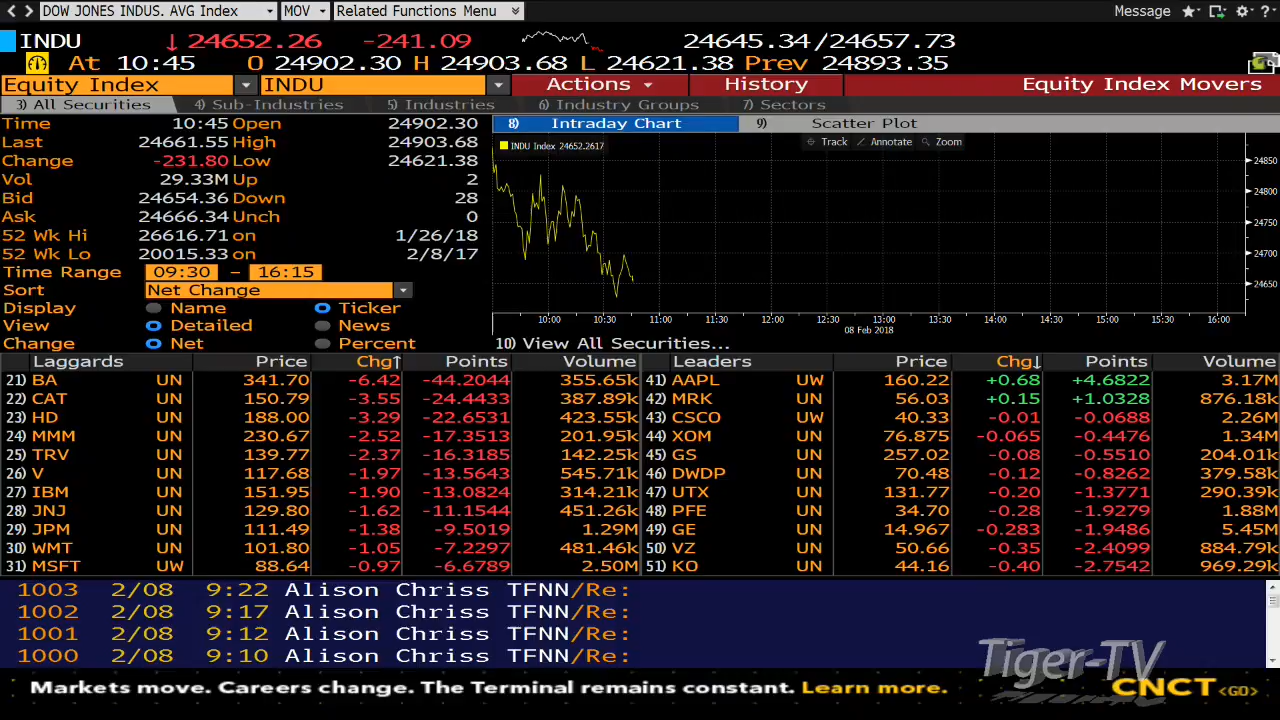 DOW JONES INDUS. AVG Index MOV Related Functions Menu Message ?
INDU ↓ 24652.26 -241.09 24645.34/24657.73
At 10:45 O 24902.30 H 24903.68 L 24621.38 Prev 24893.35
Equity Index INDU Actions History Equity Index Movers
3) All Securities 4) Sub-Industries 5) Industries 6) Industry Groups 7) Sectors
Time 10:45 Open 24902.30
Last 24661.55 High 24903.68
Change -231.80 Low 24621.38
Vol 29.33M Up 2
Bid 24654.36 Down 28
Ask 24666.34 Unch 0
52 Wk Hi 26616.71 on 1/26/18
52 Wk Lo 20015.33 on 2/8/17
Time Range 09:30 - 16:15
Sort Net Change
Display Name Ticker
View Detailed News
Change Net Percent
8) Intraday Chart 9) Scatter Plot
INDU Index 24652.2617 Track Annotate Zoom
24850
24800
24750
24700
24650
10:00 10:30 11:00 11:30 12:00 12:30 13:00 13:30 14:00 14:30 15:00 15:30 16:00
08 Feb 2018
10) View All Securities...
Laggards Price Chg↑ Points Volume Leaders Price Chg↓ Points Volume
21) BA UN 341.70 -6.42 -44.2044 355.65k 41) AAPL UW 160.22 +0.68 +4.6822 3.17M
22) CAT UN 150.79 -3.55 -24.4433 387.89k 42) MRK UN 56.03 +0.15 +1.0328 876.18k
23) HD UN 188.00 -3.29 -22.6531 423.55k 43) CSCO UW 40.33 -0.01 -0.0688 2.26M
24) MMM UN 230.67 -2.52 -17.3513 201.95k 44) XOM UN 76.875 -0.065 -0.4476 1.34M
25) TRV UN 139.77 -2.37 -16.3185 142.25k 45) GS UN 257.02 -0.08 -0.5510 204.01k
26) V UN 117.68 -1.97 -13.5643 545.71k 46) DWDP UN 70.48 -0.12 -0.8262 379.58k
27) IBM UN 151.95 -1.90 -13.0824 314.21k 47) UTX UN 131.77 -0.20 -1.3771 290.39k
28) JNJ UN 129.80 -1.62 -11.1544 451.26k 48) PFE UN 34.70 -0.28 -1.9279 1.88M
29) JPM UN 111.49 -1.38 -9.5019 1.29M 49) GE UN 14.967 -0.283 -1.9486 5.45M
30) WMT UN 101.80 -1.05 -7.2297 481.46k 50) VZ UN 50.66 -0.35 -2.4099 884.79k
31) MSFT UW 88.64 -0.97 -6.6789 2.50M 51) KO UN 44.16 -0.40 -2.7542 969.29k
1003 2/08 9:22 Alison Chriss TFNN/Re:
1002 2/08 9:17 Alison Chriss TFNN/Re:
1001 2/08 9:12 Alison Chriss TFNN/Re:
1000 2/08 9:10 Alison Chriss TFNN/Re:
Tiger-TV
Markets move. Careers change. The Terminal remains constant. Learn more. CNCT <GO>